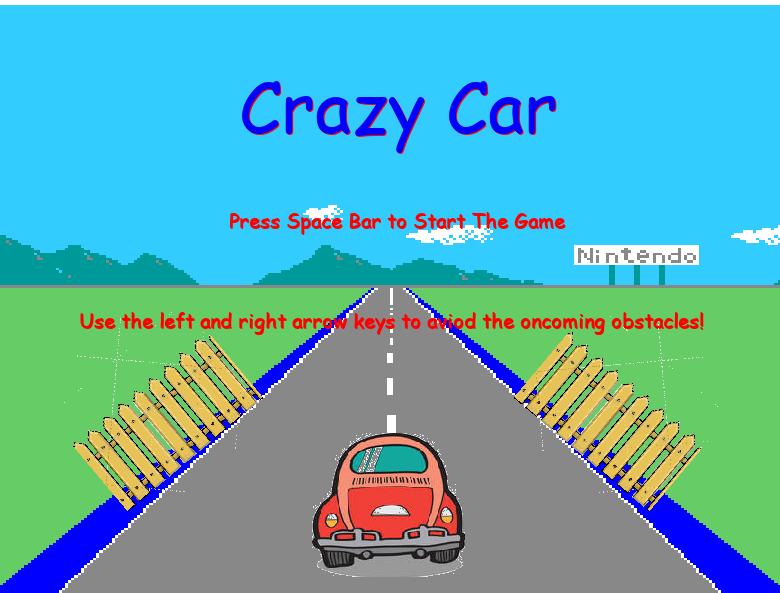 Crazy Car
Press Space Bar to Start The Game
Nintendo
Use the left and right arrow keys to aviod the oncoming obstacles!